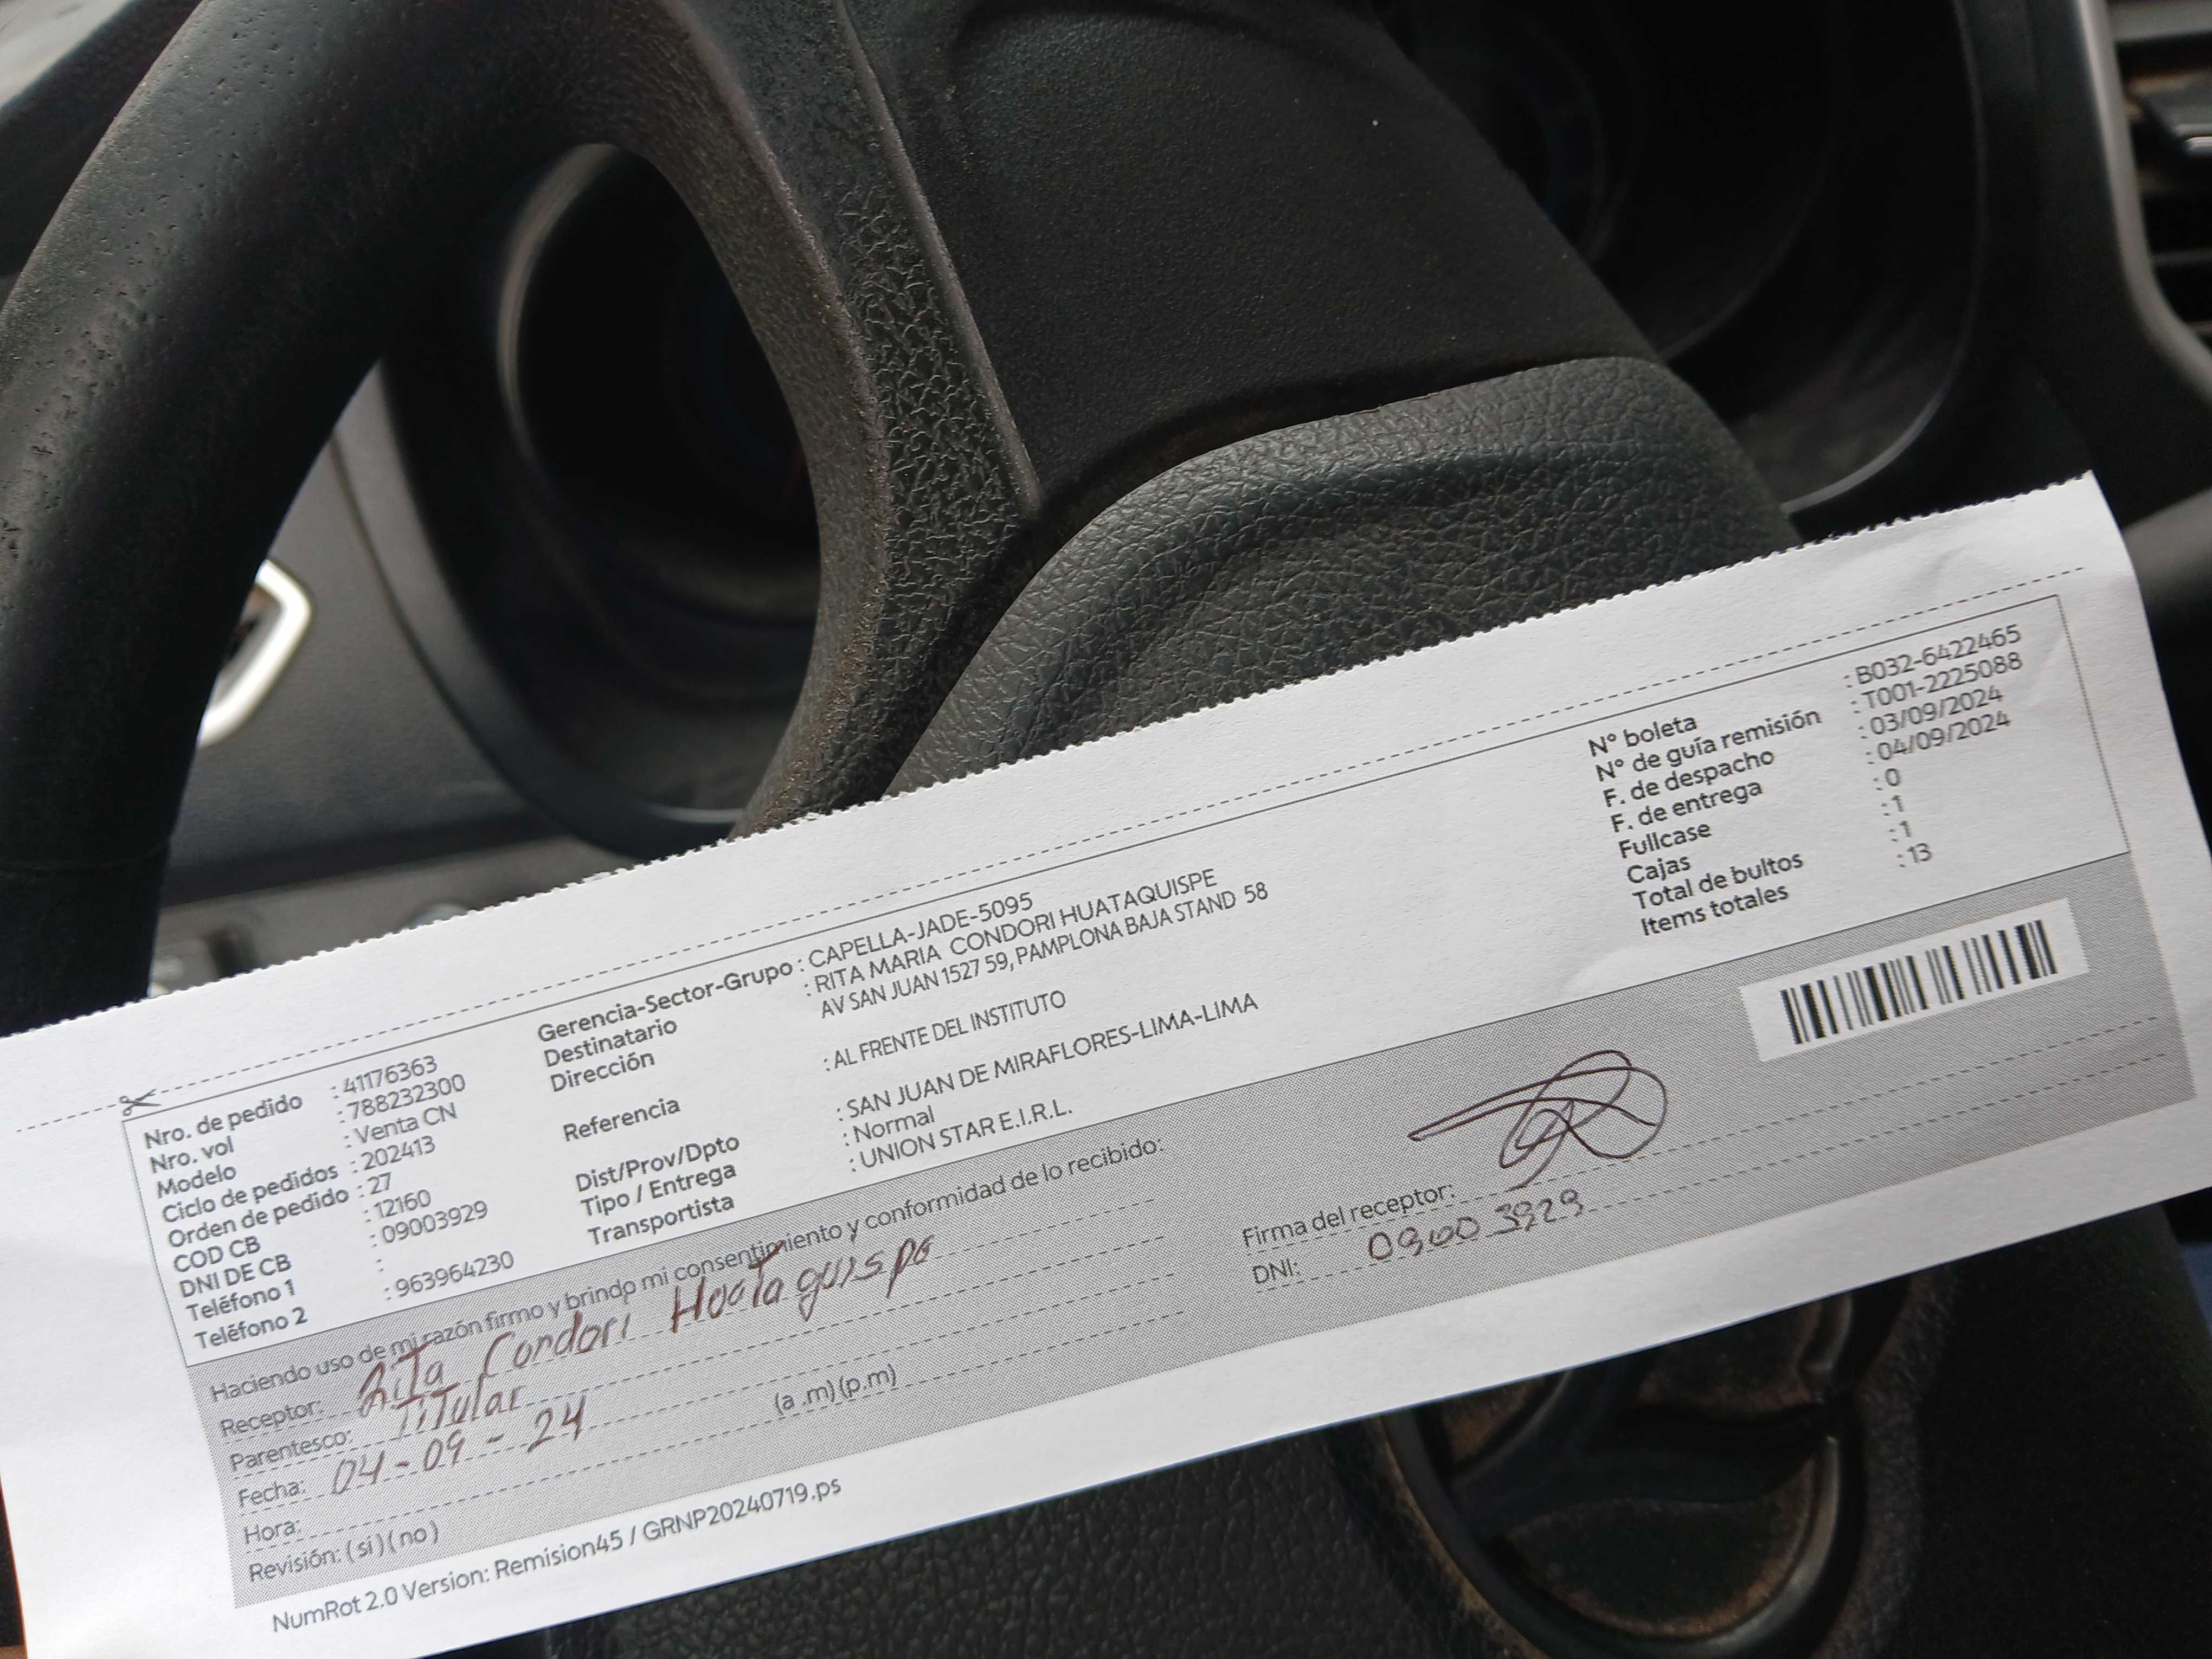 Nro. de pedido : 41176363
Nro. vol : 788232300
Modelo : Venta CN
Ciclo de pedidos : 202413
Orden de pedido : 27
COD CB : 12160
DNI DE CB : 09003929
Teléfono 1 :
Teléfono 2 : 963964230
Gerencia-Sector-Grupo : CAPELLA-JADE-5095
Destinatario : RITA MARIA CONDORI HUATAQUISPE
Dirección AV SAN JUAN 1527 59, PAMPLONA BAJA STAND 58
Referencia : AL FRENTE DEL INSTITUTO
Dist/Prov/Dpto : SAN JUAN DE MIRAFLORES-LIMA-LIMA
Tipo / Entrega : Normal
Transportista : UNION STAR E.I.R.L.
N° boleta : B032-6422465
N° de guía remisión : T001-2225088
F. de despacho : 03/09/2024
F. de entrega : 04/09/2024
Fullcase : 0
Cajas : 1
Total de bultos : 1
Items totales : 13
Haciendo uso de mi razón firmo y brindo mi consentimiento y conformidad de lo recibido:
Receptor: Rita Condori Huataquispe
Parentesco: Titular
Fecha: 04-09-24
Hora: (a .m) (p.m)
Revisión: ( si ) ( no )
Firma del receptor:
DNI: 09003929
NumRot 2.0 Version: Remision45 / GRNP20240719.ps